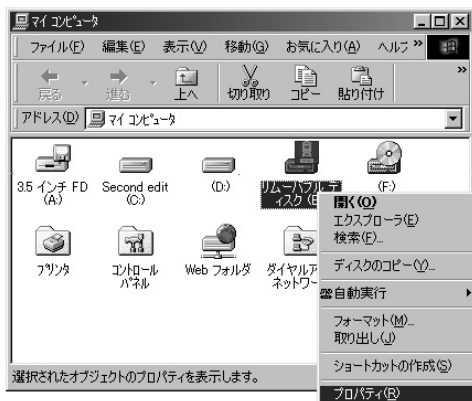 マイ コンピュータ
ファイル(F) 編集(E) 表示(V) 移動(G) お気に入り(A) ヘルプ »
戻る 進む 上へ 切り取り コピー 貼り付け »
アドレス(D) マイ コンピュータ
3.5 インチ FD (A:)
Second edit (C:)
(D:)
リムーバブル ディスク (E
(F:)
プリンタ
コントロール パネル
Web フォルダ
ダイヤルア
ネットワー
開く(O)
エクスプローラ(E)
検索(F)...
ディスクのコピー(Y)...
自動実行
フォーマット(M)...
取り出し(J)
ショートカットの作成(S)
プロパティ(R)
選択されたオブジェクトのプロパティを表示します。